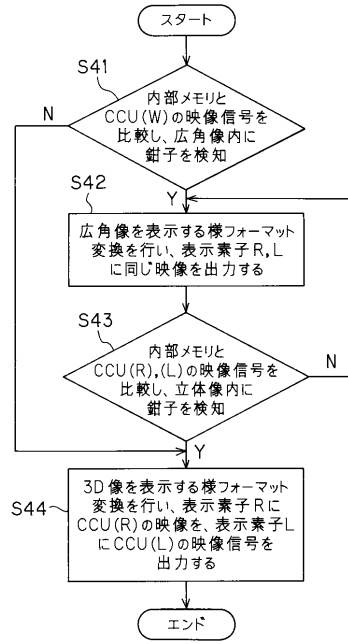 スタート
S41
内部メモリと
CCU(W)の映像信号を
比較し、広角像内に
鉗子を検知
N
Y
S42
広角像を表示する様フォーマット
変換を行い、表示素子R,L
に同じ映像を出力する
S43
内部メモリと
CCU(R),(L)の映像信号を
比較し、立体像内に
鉗子を検知
N
Y
S44
3D像を表示する様フォーマット
変換を行い、表示素子Rに
CCU(R)の映像を、表示素子L
にCCU(L)の映像信号を
出力する
エンド